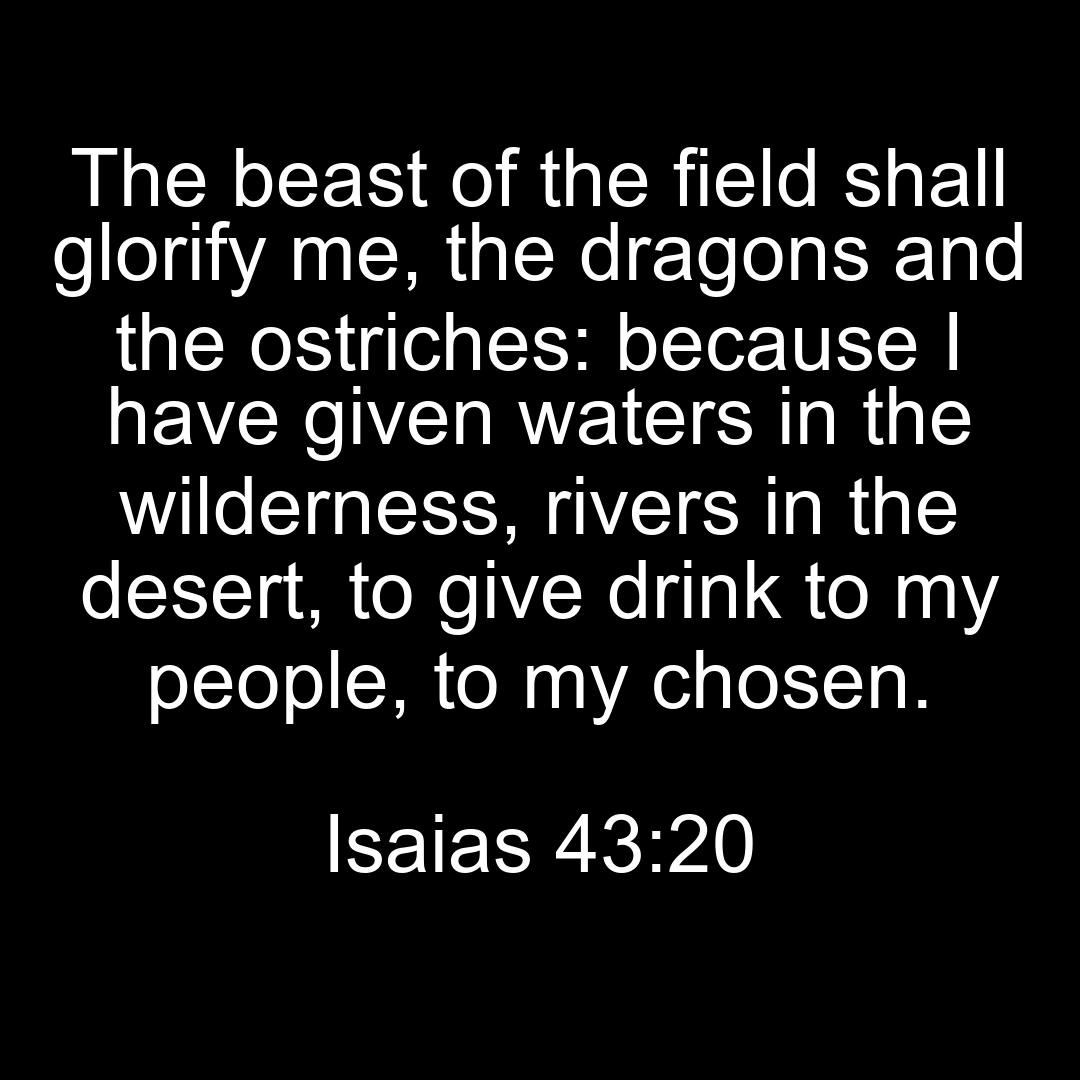 The beast of the field shall
glorify me, the dragons and
the ostriches: because I
have given waters in the
wilderness, rivers in the
desert, to give drink to my
people, to my chosen.
Isaias 43:20